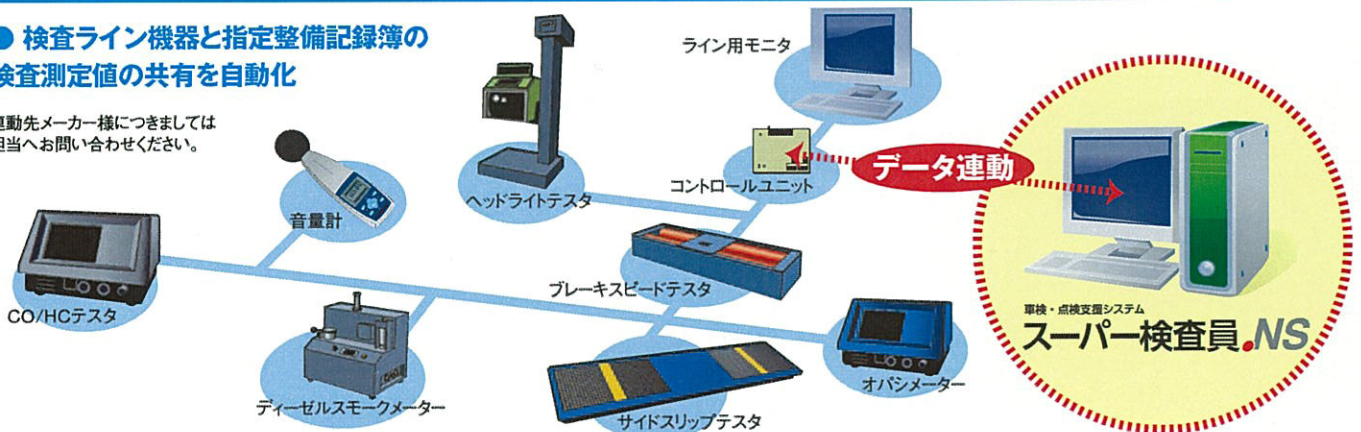 ● 検査ライン機器と指定整備記録簿の
検査測定値の共有を自動化
連動先メーカー様につきましては
担当へお問い合わせください。
ライン用モニタ
ヘッドライトテスタ
コントロールユニット
データ連動
音量計
CO/HCテスタ
ブレーキスピードテスタ
ディーゼルスモークメーター
サイドスリップテスタ
オパシメーター
車検・点検支援システム
スーパー検査員.NS